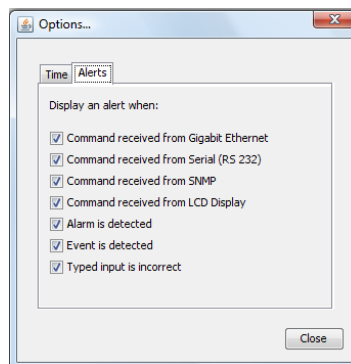 Options...
Time Alerts
Display an alert when:
Command received from Gigabit Ethernet
Command received from Serial (RS 232)
Command received from SNMP
Command received from LCD Display
Alarm is detected
Event is detected
Typed input is incorrect
Close